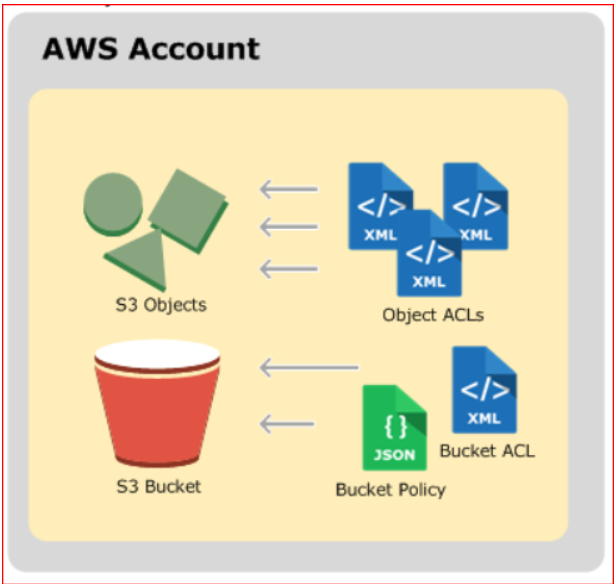 AWS Account
</>
XML
</>
XML
</>
XML
S3 Objects
Object ACLs
</>
XML
{ }
JSON
Bucket ACL
S3 Bucket
Bucket Policy